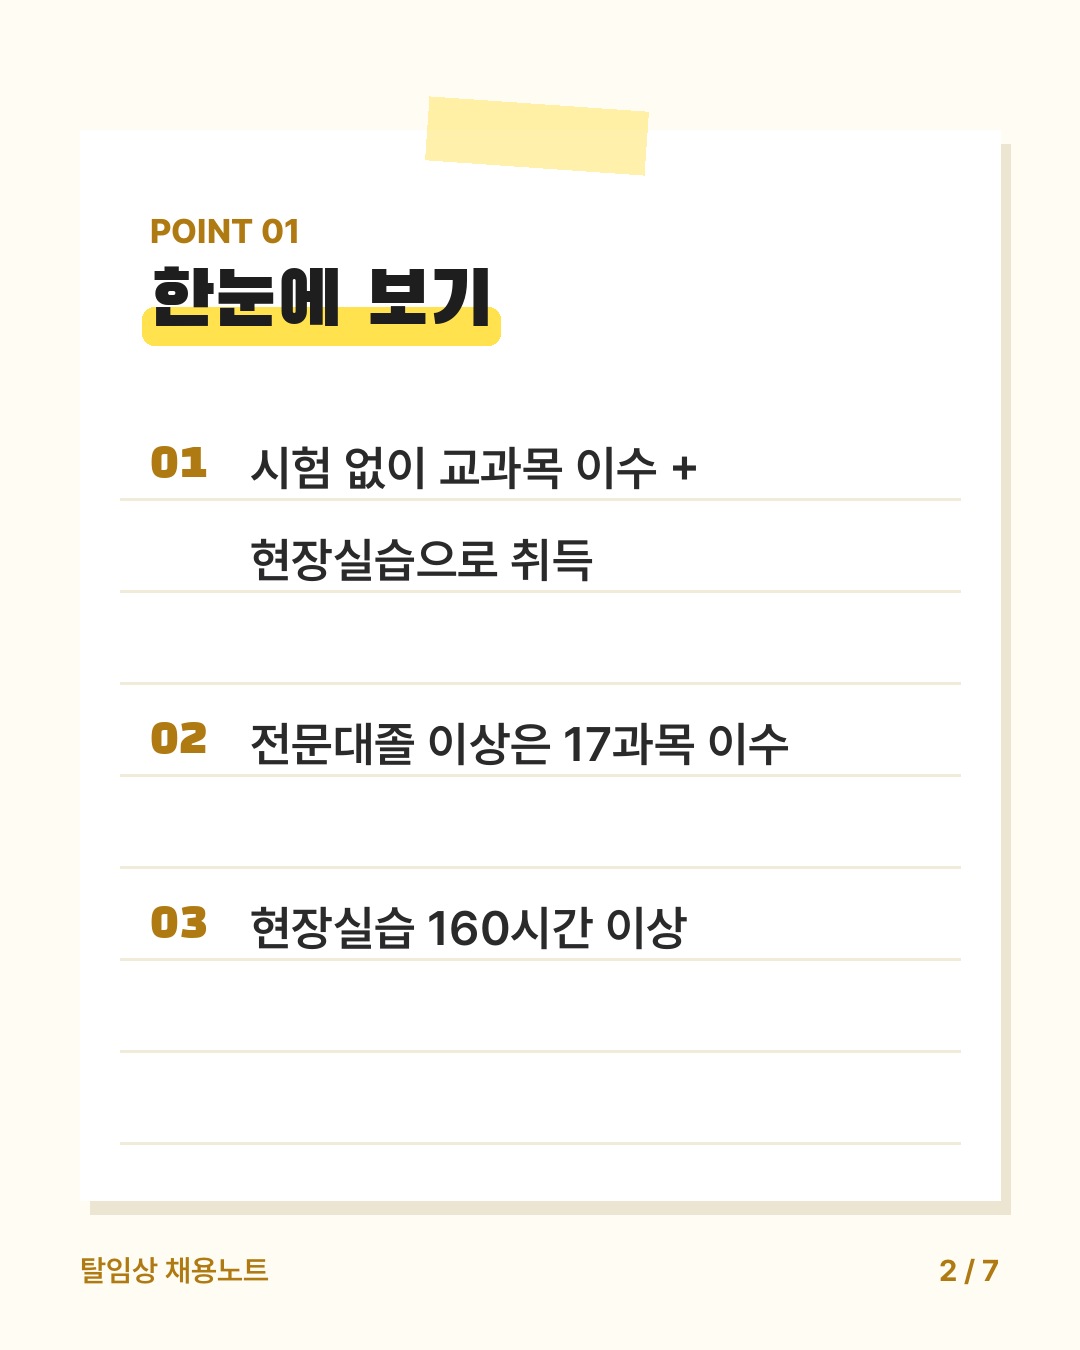 POINT 01
한눈에 보기
01 시험 없이 교과목 이수 +
현장실습으로 취득
02 전문대졸 이상은 17과목 이수
03 현장실습 160시간 이상
탈임상 채용노트
2 / 7